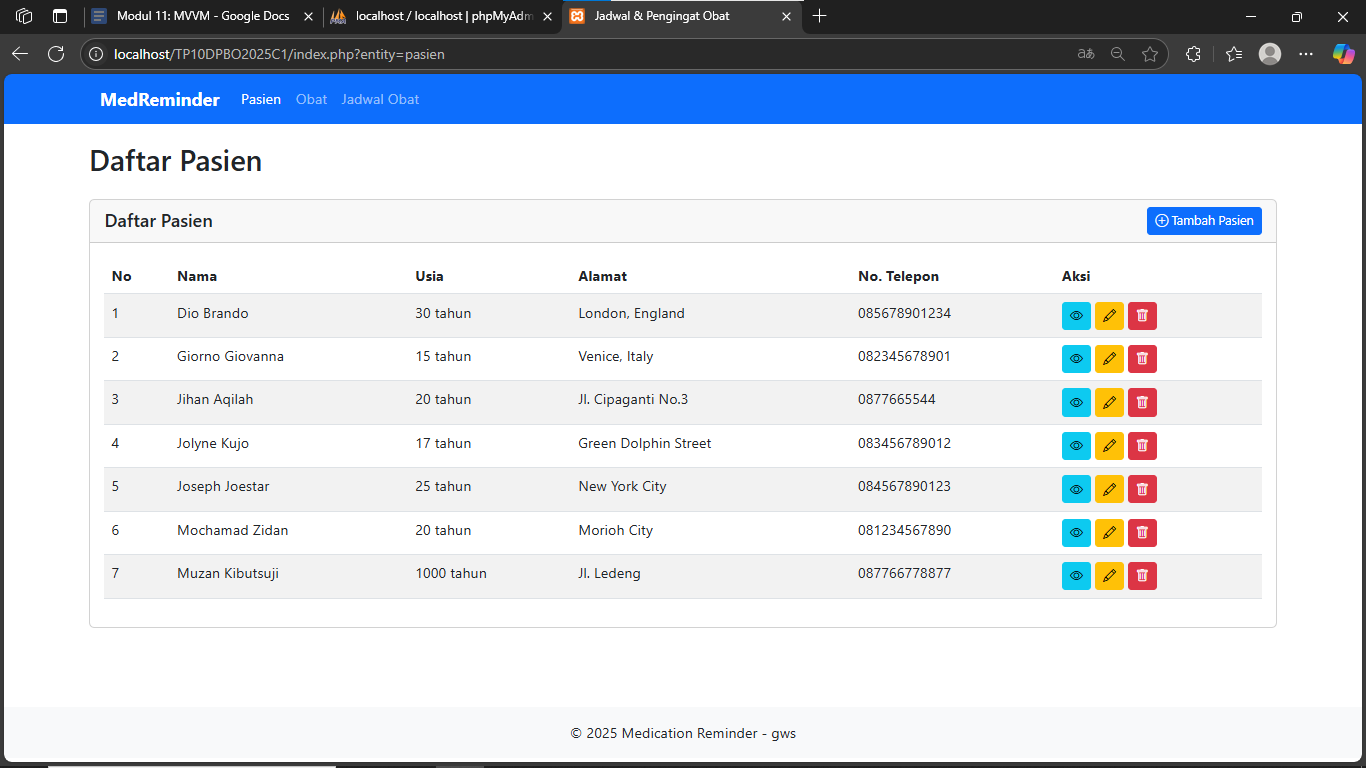 Modul 11: MVVM - Google Docs
localhost / localhost | phpMyAdm
Jadwal & Pengingat Obat
localhost/TP10DPBO2025C1/index.php?entity=pasien
MedReminder Pasien Obat Jadwal Obat
Daftar Pasien
Daftar Pasien
Tambah Pasien
No Nama Usia Alamat No. Telepon Aksi
1 Dio Brando 30 tahun London, England 085678901234
2 Giorno Giovanna 15 tahun Venice, Italy 082345678901
3 Jihan Aqilah 20 tahun Jl. Cipaganti No.3 0877665544
4 Jolyne Kujo 17 tahun Green Dolphin Street 083456789012
5 Joseph Joestar 25 tahun New York City 084567890123
6 Mochamad Zidan 20 tahun Morioh City 081234567890
7 Muzan Kibutsuji 1000 tahun Jl. Ledeng 087766778877
© 2025 Medication Reminder - gws